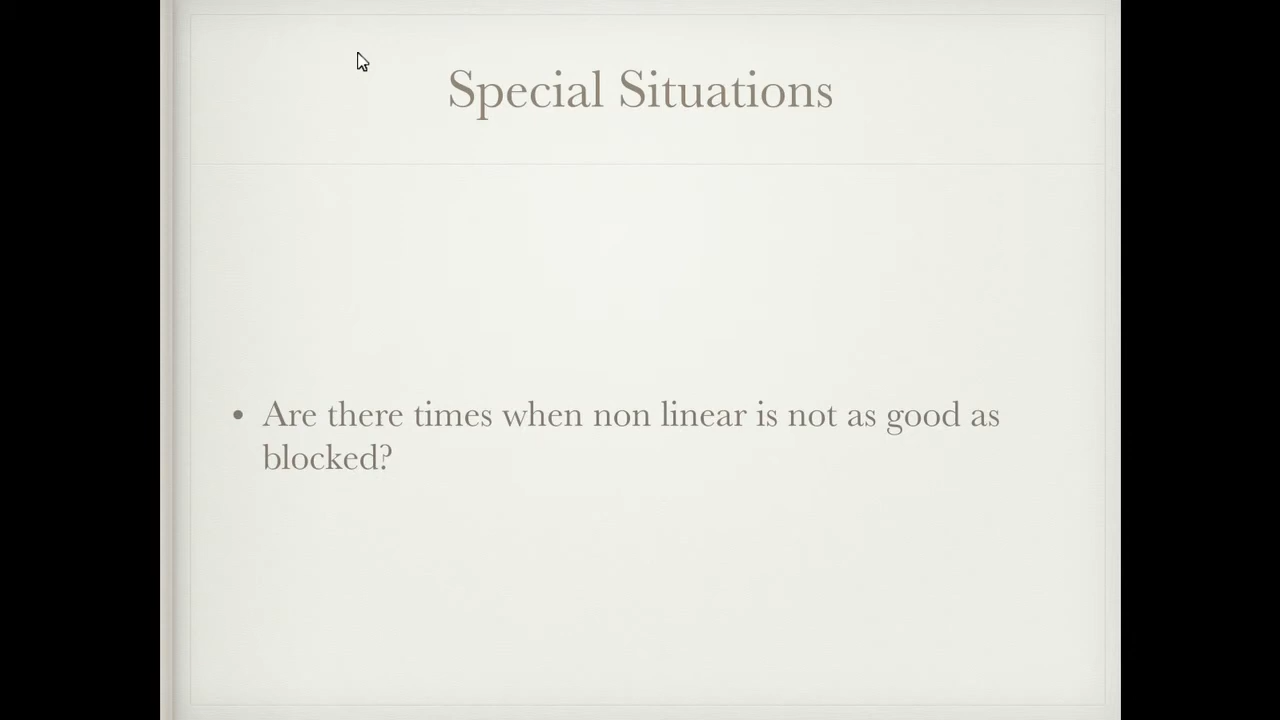 Special Situations
• Are there times when non linear is not as good as
blocked?